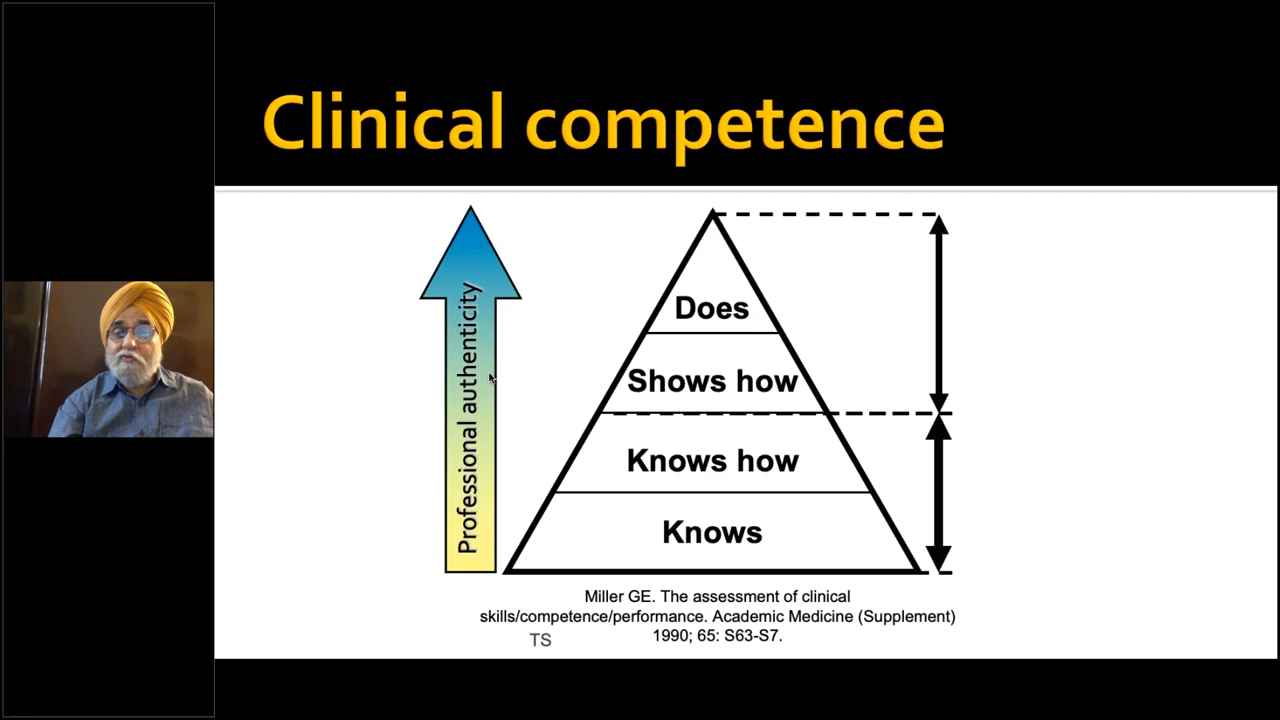 Clinical competence
Professional authenticity
Does
Shows how
Knows how
Knows
Miller GE. The assessment of clinical
skills/competence/performance. Academic Medicine (Supplement)
1990; 65: S63-S7.
TS